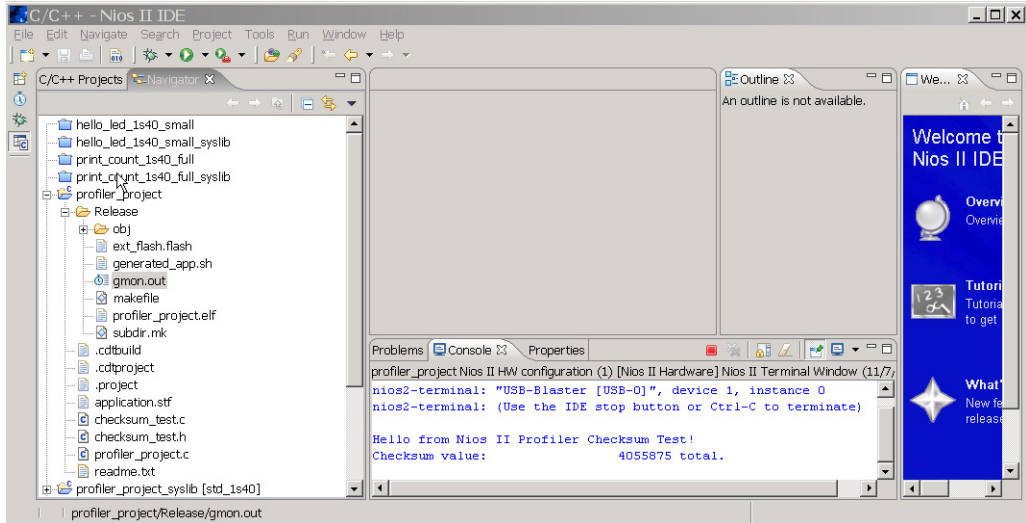 C/C++ - Nios II IDE
File Edit Navigate Search Project Tools Run Window Help
C/C++ Projects Navigator
hello_led_1s40_small
hello_led_1s40_small_syslib
print_count_1s40_full
print_count_1s40_full_syslib
profiler_project
Release
obj
ext_flash.flash
generated_app.sh
gmon.out
makefile
profiler_project.elf
subdir.mk
.cdtbuild
.cdtproject
.project
application.stf
checksum_test.c
checksum_test.h
profiler_project.c
readme.txt
profiler_project_syslib [std_1s40]
Outline
An outline is not available.
We...
Welcome t
Nios II IDE
Overvi
Overvie
Tutori
Tutoria
to get
What'
New fe
release
Problems Console Properties
profiler_project Nios II HW configuration (1) [Nios II Hardware] Nios II Terminal Window (11/7/
nios2-terminal: "USB-Blaster [USB-0]", device 1, instance 0
nios2-terminal: (Use the IDE stop button or Ctrl-C to terminate)
Hello from Nios II Profiler Checksum Test!
Checksum value: 4055875 total.
profiler_project/Release/gmon.out